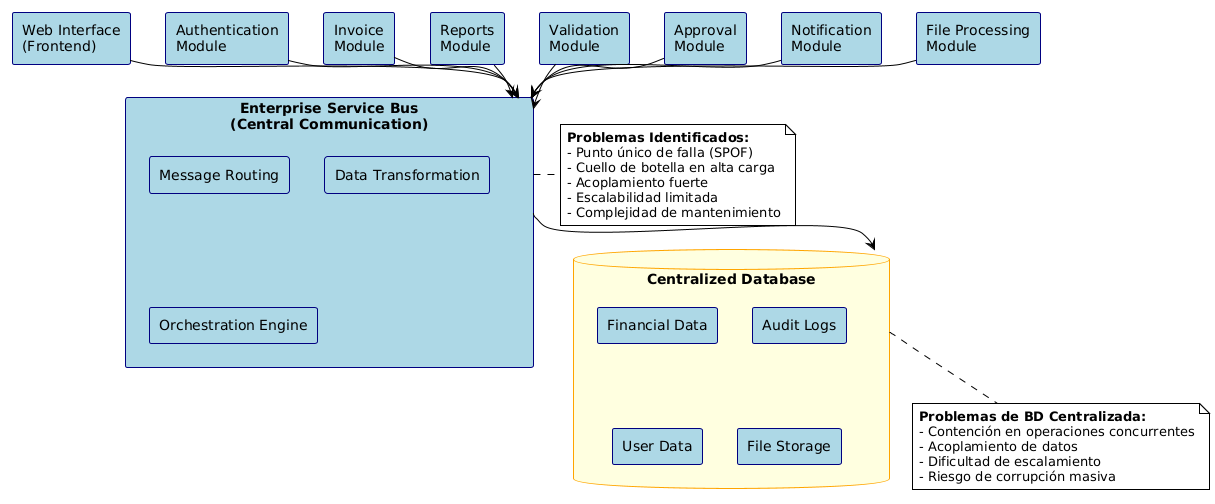 Web Interface
(Frontend)
Authentication
Module
Invoice
Module
Reports
Module
Validation
Module
Approval
Module
Notification
Module
File Processing
Module
Enterprise Service Bus
(Central Communication)
Message Routing
Data Transformation
Orchestration Engine
Problemas Identificados:
- Punto único de falla (SPOF)
- Cuello de botella en alta carga
- Acoplamiento fuerte
- Escalabilidad limitada
- Complejidad de mantenimiento
Centralized Database
Financial Data
Audit Logs
User Data
File Storage
Problemas de BD Centralizada:
- Contención en operaciones concurrentes
- Acoplamiento de datos
- Dificultad de escalamiento
- Riesgo de corrupción masiva